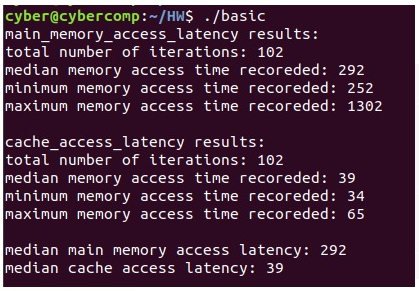 cyber@cybercomp:~/HW$ ./basic
main_memory_access_latency results:
total number of iterations: 102
median memory access time recoreded: 292
minimum memory access time recoreded: 252
maximum memory access time recoreded: 1302
cache_access_latency results:
total number of iterations: 102
median memory access time recoreded: 39
minimum memory access time recoreded: 34
maximum memory access time recoreded: 65
median main memory access latency: 292
median cache access latency: 39